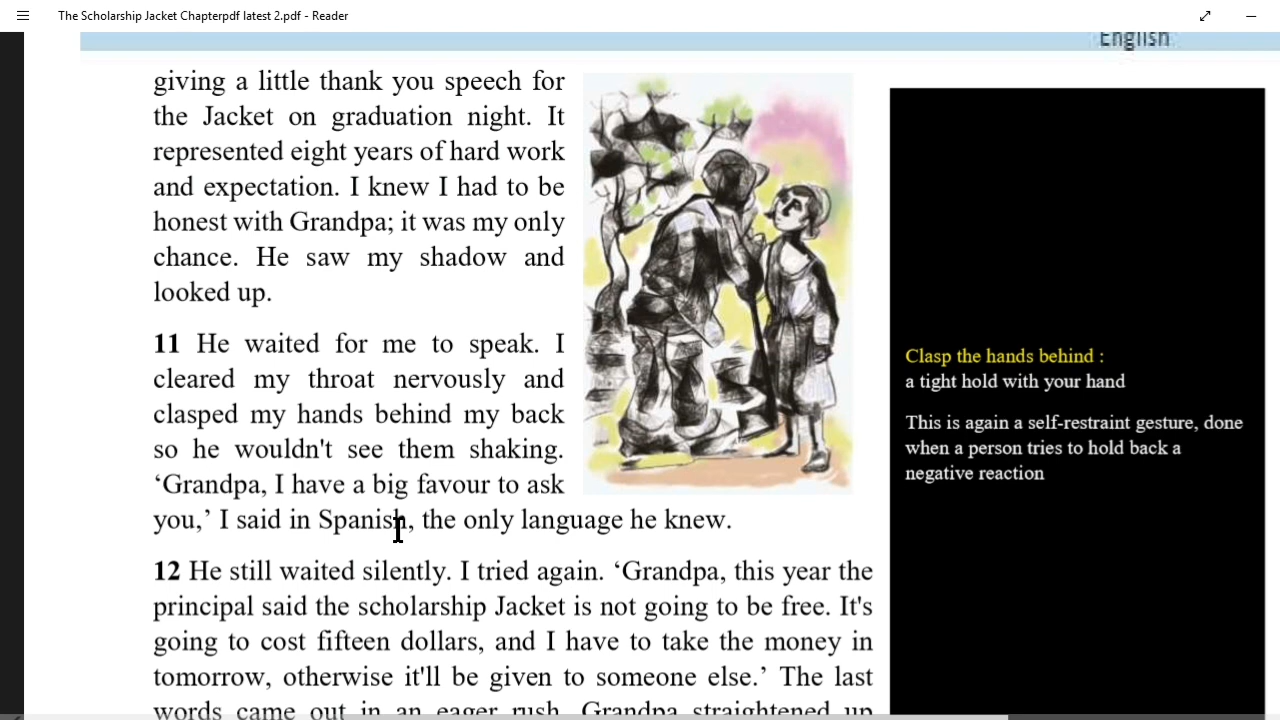 The Scholarship Jacket Chapterpdf latest 2.pdf - Reader
English
giving a little thank you speech for
the Jacket on graduation night. It
represented eight years of hard work
and expectation. I knew I had to be
honest with Grandpa; it was my only
chance. He saw my shadow and
looked up.
11 He waited for me to speak. I
cleared my throat nervously and
clasped my hands behind my back
so he wouldn't see them shaking.
‘Grandpa, I have a big favour to ask
you,’ I said in Spanish, the only language he knew.
12 He still waited silently. I tried again. ‘Grandpa, this year the
principal said the scholarship Jacket is not going to be free. It's
going to cost fifteen dollars, and I have to take the money in
tomorrow, otherwise it'll be given to someone else.’ The last
words came out in an eager rush. Grandpa straightened up
Clasp the hands behind :
a tight hold with your hand
This is again a self-restraint gesture, done
when a person tries to hold back a
negative reaction